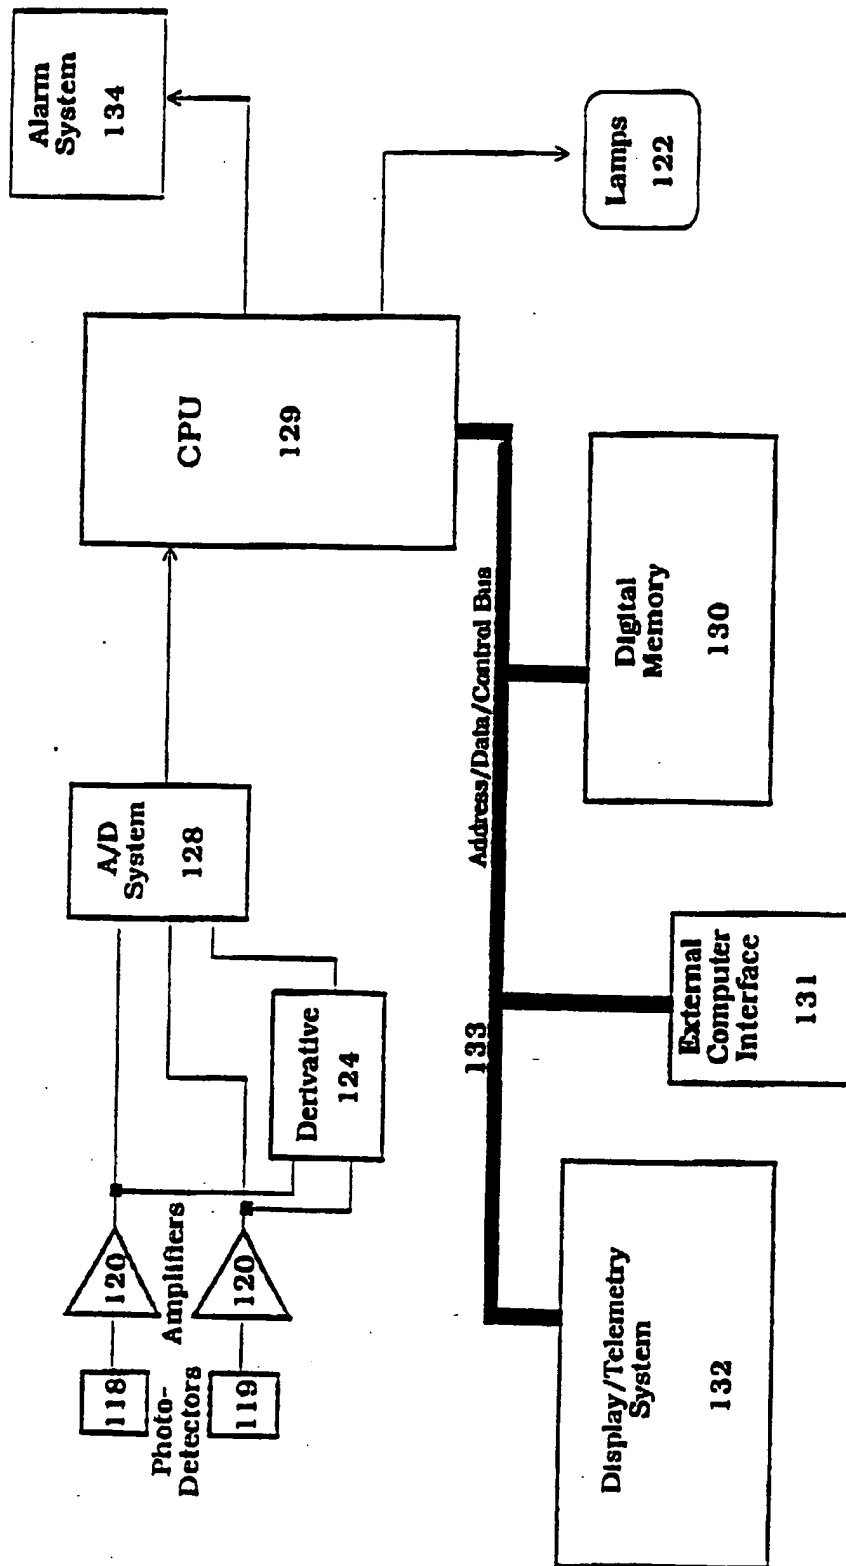 118
Photo-
Detectors
119
120
Amplifiers
120
Derivative
124
A/D
System
128
CPU
129
Alarm
System
134
Lamps
122
133
Address/Data/Control Bus
Display/Telemetry
System
132
External
Computer
Interface
131
Digital
Memory
130